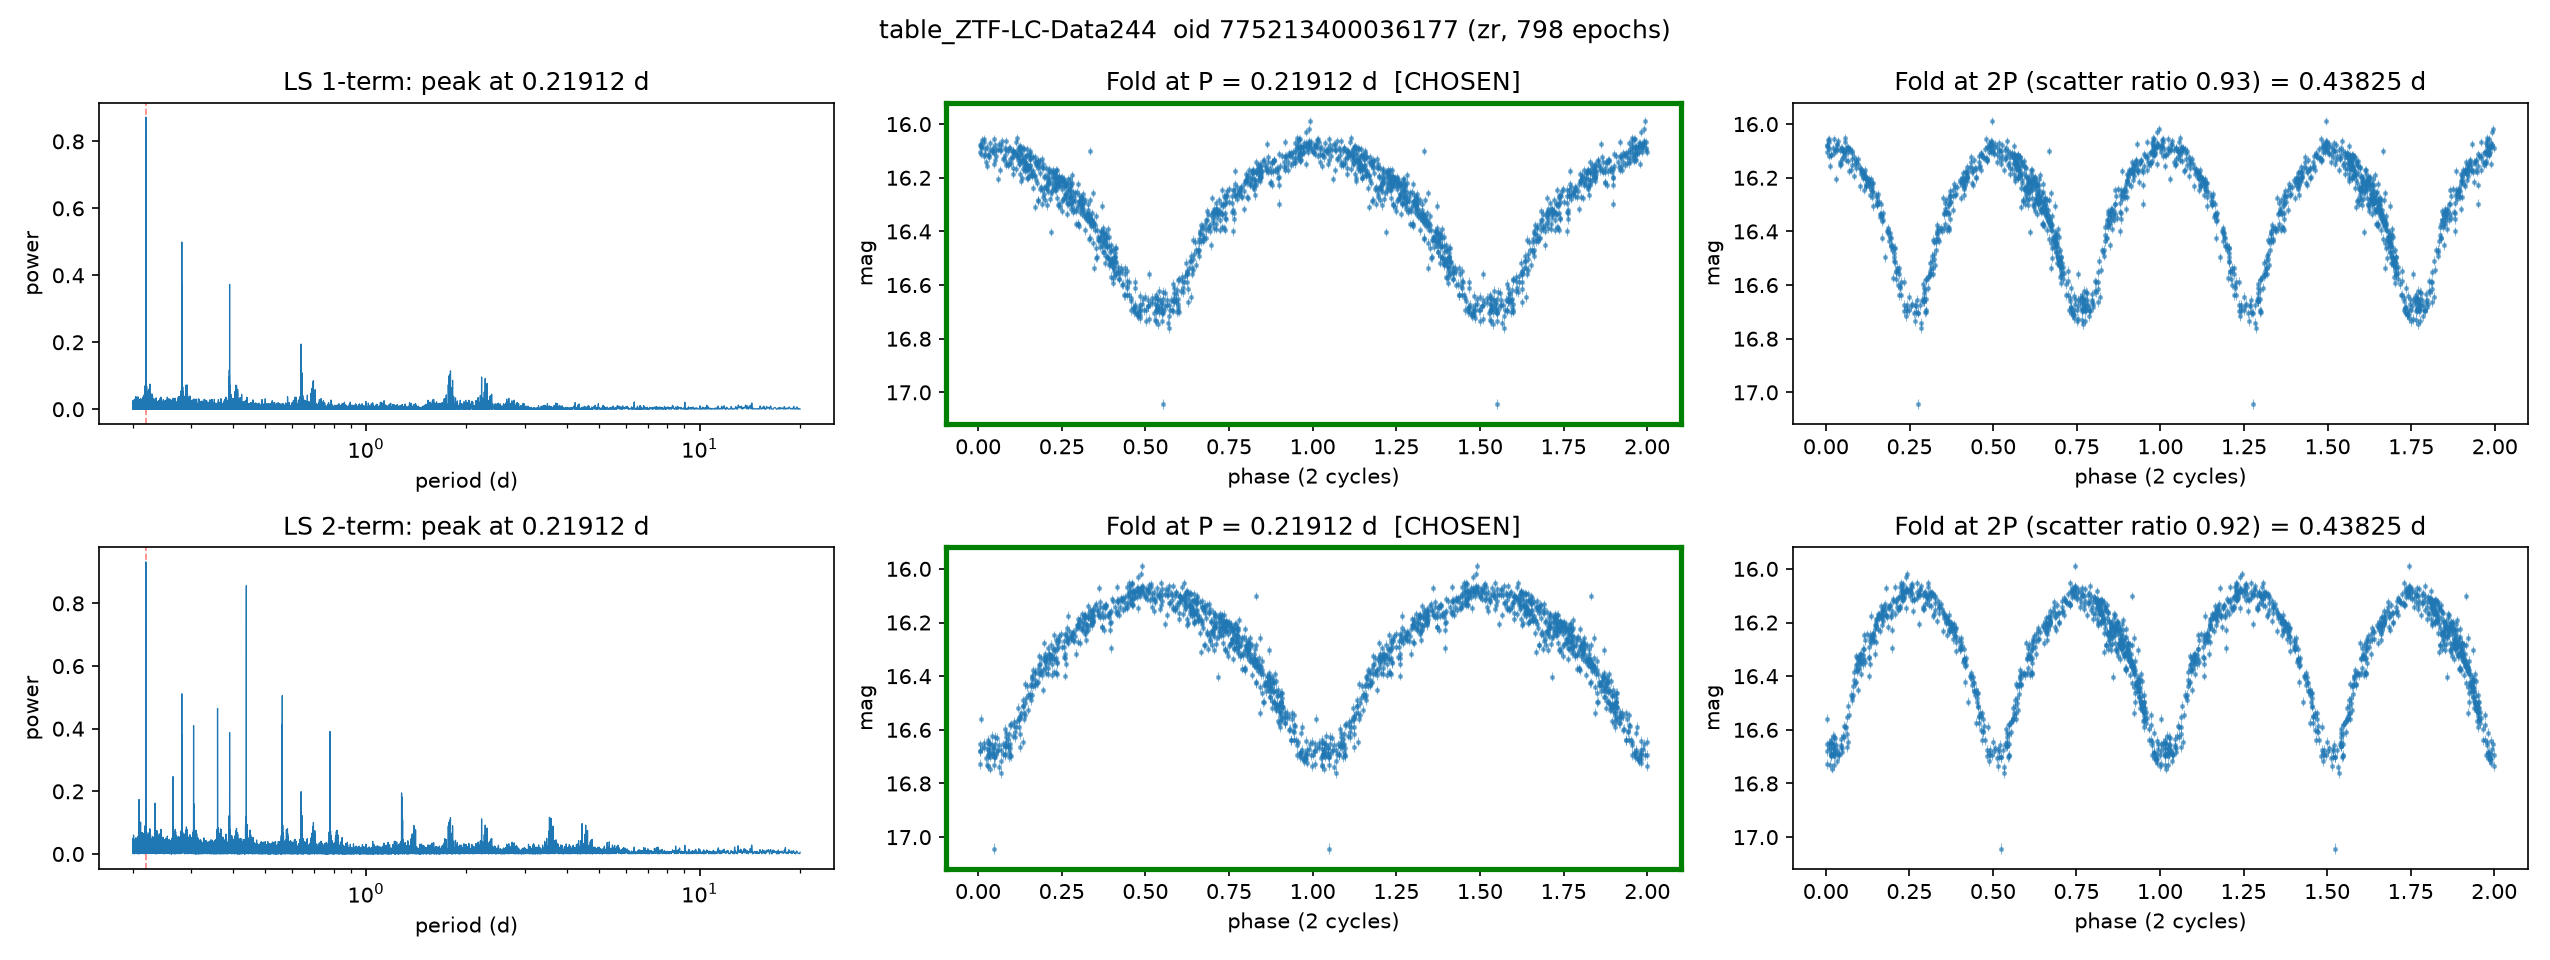 table_ZTF-LC-Data244  oid 775213400036177 (zr, 798 epochs)
LS 1-term: peak at 0.21912 d
power
0.8
0.6
0.4
0.2
0.0
10^0
10^1
period (d)
Fold at P = 0.21912 d  [CHOSEN]
mag
16.0
16.2
16.4
16.6
16.8
17.0
0.00 0.25 0.50 0.75 1.00 1.25 1.50 1.75 2.00
phase (2 cycles)
Fold at 2P (scatter ratio 0.93) = 0.43825 d
mag
16.0
16.2
16.4
16.6
16.8
17.0
0.00 0.25 0.50 0.75 1.00 1.25 1.50 1.75 2.00
phase (2 cycles)
LS 2-term: peak at 0.21912 d
power
0.8
0.6
0.4
0.2
0.0
10^0
10^1
period (d)
Fold at P = 0.21912 d  [CHOSEN]
mag
16.0
16.2
16.4
16.6
16.8
17.0
0.00 0.25 0.50 0.75 1.00 1.25 1.50 1.75 2.00
phase (2 cycles)
Fold at 2P (scatter ratio 0.92) = 0.43825 d
mag
16.0
16.2
16.4
16.6
16.8
17.0
0.00 0.25 0.50 0.75 1.00 1.25 1.50 1.75 2.00
phase (2 cycles)